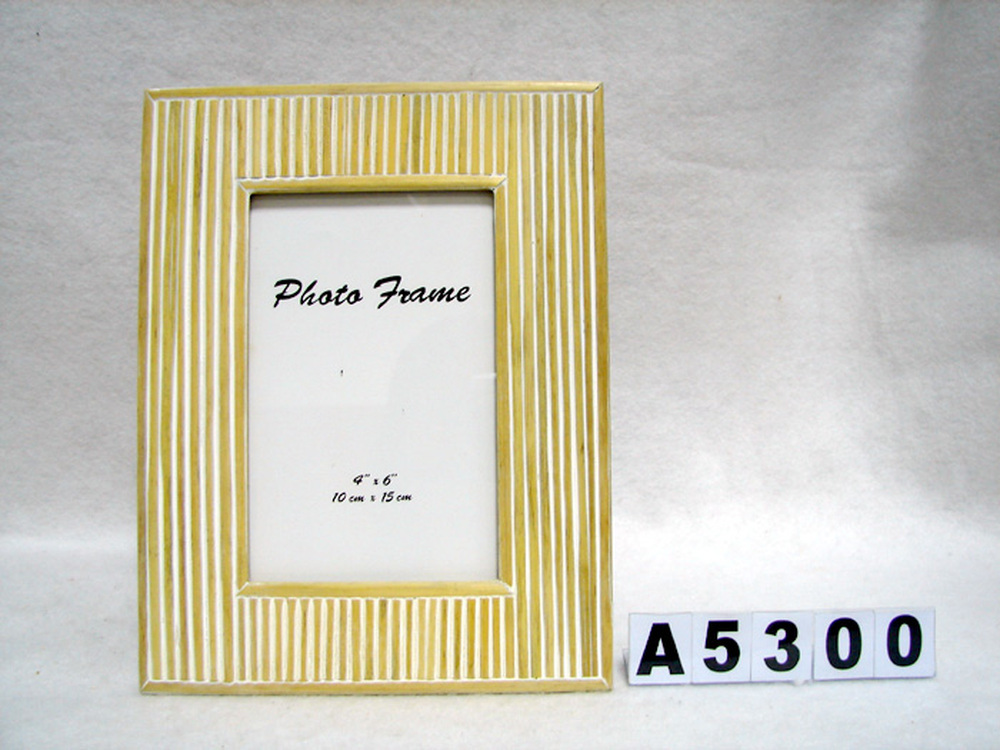 Photo Frame
4" x 6"
10 cm x 15 cm
A5300